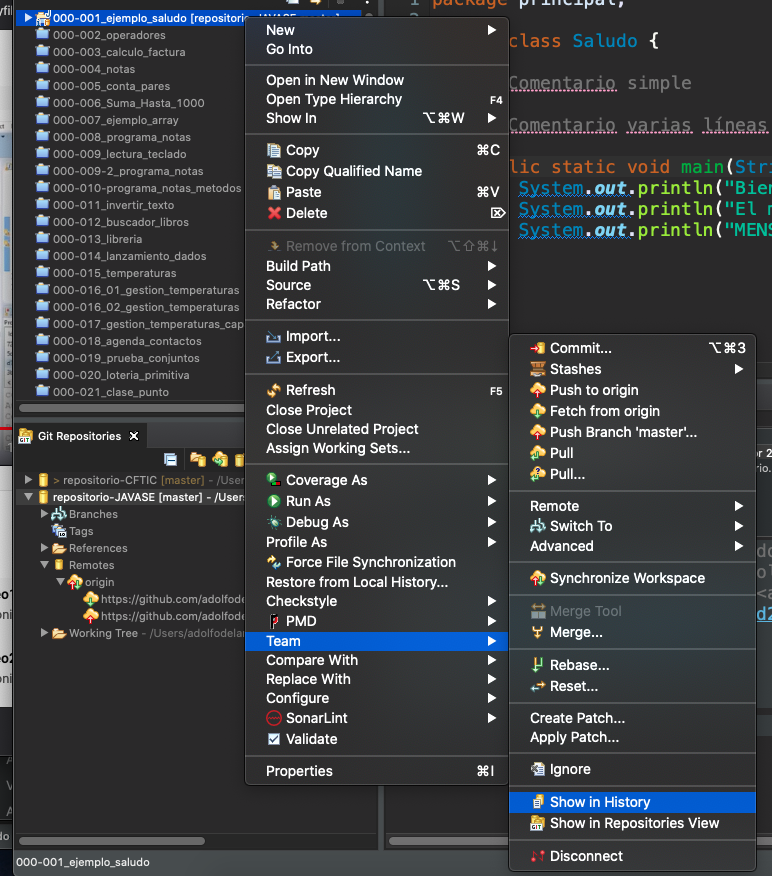 000-001_ejemplo_saludo [repositorio-JAVASE master]
000-002_operadores
000-003_calculo_factura
000-004_notas
000-005_conta_pares
000-006_Suma_Hasta_1000
000-007_ejemplo_array
000-008_programa_notas
000-009_lectura_teclado
000-009-2_programa_notas
000-010-programa_notas_metodos
000-011_invertir_texto
000-012_buscador_libros
000-013_libreria
000-014_lanzamiento_dados
000-015_temperaturas
000-016_01_gestion_temperaturas
000-016_02_gestion_temperaturas
000-017_gestion_temperaturas_cap
000-018_agenda_contactos
000-019_prueba_conjuntos
000-020_loteria_primitiva
000-021_clase_punto
Git Repositories
> repositorio-CFTIC [master] - /User
repositorio-JAVASE [master] - /Users
Branches
Tags
References
Remotes
origin
https://github.com/adolfode
https://github.com/adolfode
Working Tree - /Users/adolfodelar
000-001_ejemplo_saludo
New
Go Into
Open in New Window
Open Type Hierarchy F4
Show In ⌥⌘W
Copy ⌘C
Copy Qualified Name
Paste ⌘V
Delete ⌦
Remove from Context ⌥⇧⌘↓
Build Path
Source ⌥⌘S
Refactor
Import...
Export...
Refresh F5
Close Project
Close Unrelated Project
Assign Working Sets...
Coverage As
Run As
Debug As
Profile As
Force File Synchronization
Restore from Local History...
Checkstyle
PMD
Team
Compare With
Replace With
Configure
SonarLint
Validate
Properties ⌘I
1 package principal;
2
class Saludo {
Comentario simple
Comentario varias líneas
lic static void main(Stri
System.out.println("Bien
System.out.println("El m
System.out.println("MENS
Commit... ⌥⌘3
Stashes
Push to origin
Fetch from origin
Push Branch 'master'...
Pull
Pull...
Remote
Switch To
Advanced
Synchronize Workspace
Merge Tool
Merge...
Rebase...
Reset...
Create Patch...
Apply Patch...
Ignore
Show in History
Show in Repositories View
Disconnect